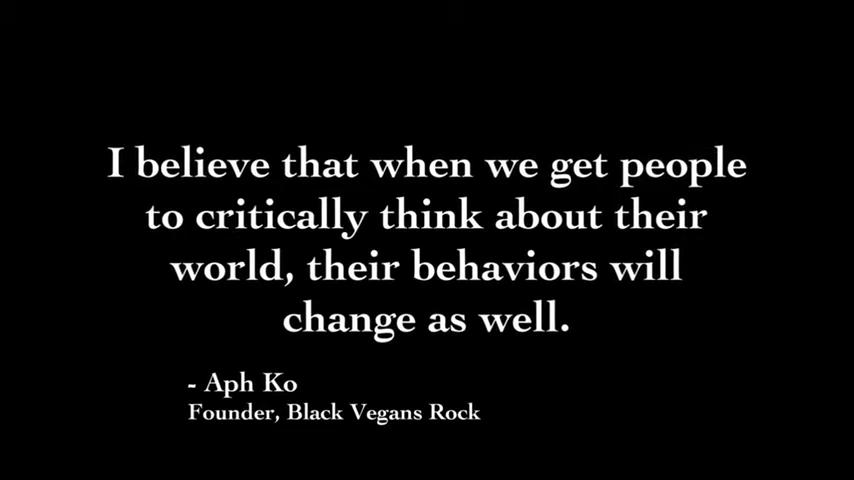 I believe that when we get people
to critically think about their
world, their behaviors will
change as well.
- Aph Ko
Founder, Black Vegans Rock